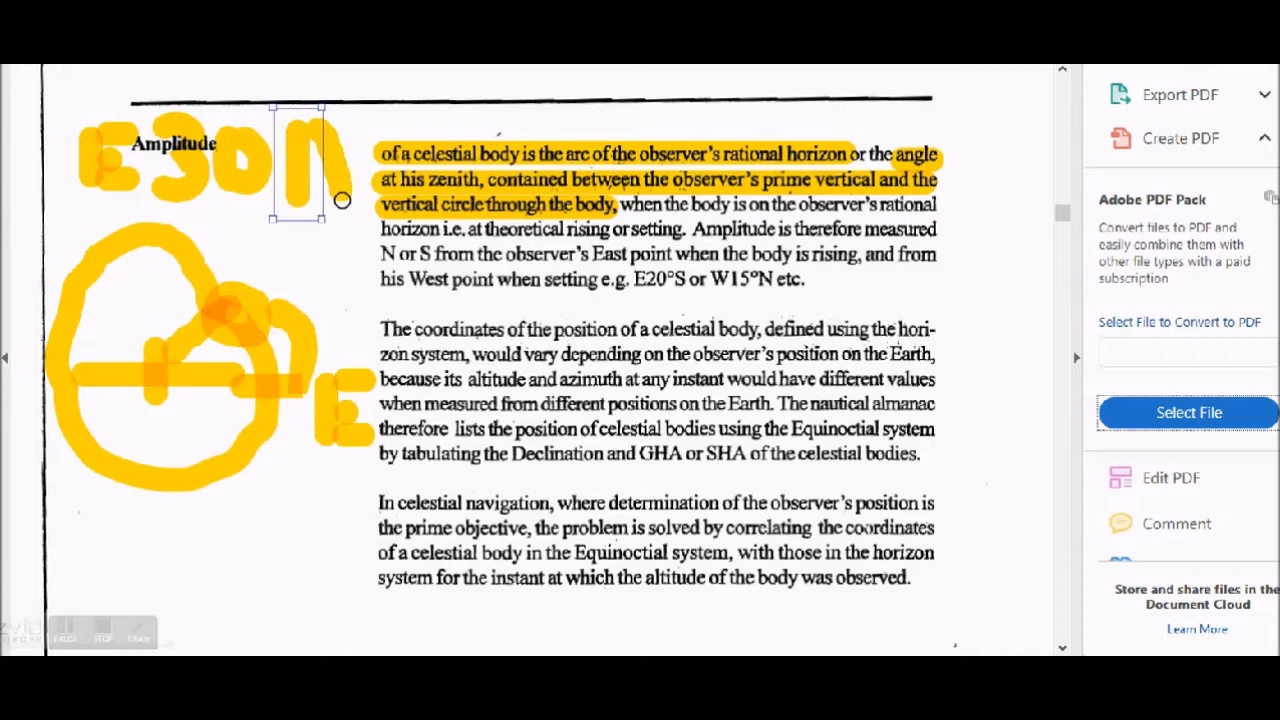 E30N
Amplitude
of a celestial body is the arc of the observer's rational horizon or the angle
at his zenith, contained between the observer's prime vertical and the
vertical circle through the body, when the body is on the observer's rational
horizon i.e. at theoretical rising or setting. Amplitude is therefore measured
N or S from the observer's East point when the body is rising, and from
his West point when setting e.g. E20°S or W15°N etc.
E
The coordinates of the position of a celestial body, defined using the hori-
zon system, would vary depending on the observer's position on the Earth,
because its altitude and azimuth at any instant would have different values
when measured from different positions on the Earth. The nautical almanac
therefore lists the position of celestial bodies using the Equinoctial system
by tabulating the Declination and GHA or SHA of the celestial bodies.
In celestial navigation, where determination of the observer's position is
the prime objective, the problem is solved by correlating the coordinates
of a celestial body in the Equinoctial system, with those in the horizon
system for the instant at which the altitude of the body was observed.
Export PDF
Create PDF
Adobe PDF Pack
Convert files to PDF and
easily combine them with
other file types with a paid
subscription
Select File to Convert to PDF
Select File
Edit PDF
Comment
Store and share files in the
Document Cloud
Learn More
PAUSE STOP